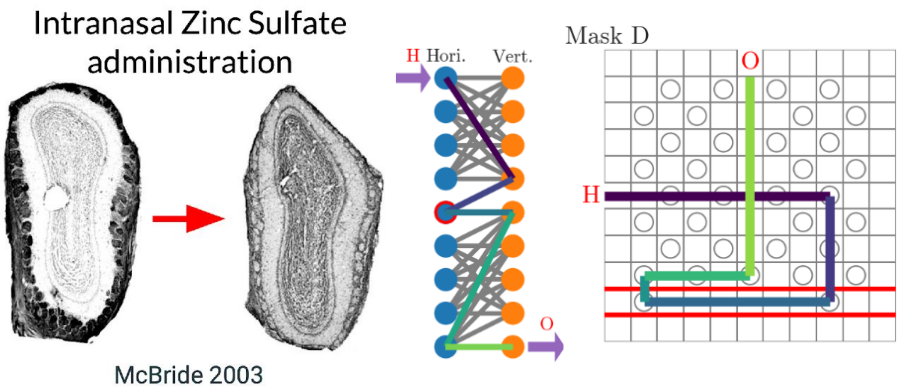 Intranasal Zinc Sulfate
administration
McBride 2003
H Hori. Vert.
O
Mask D
O
H